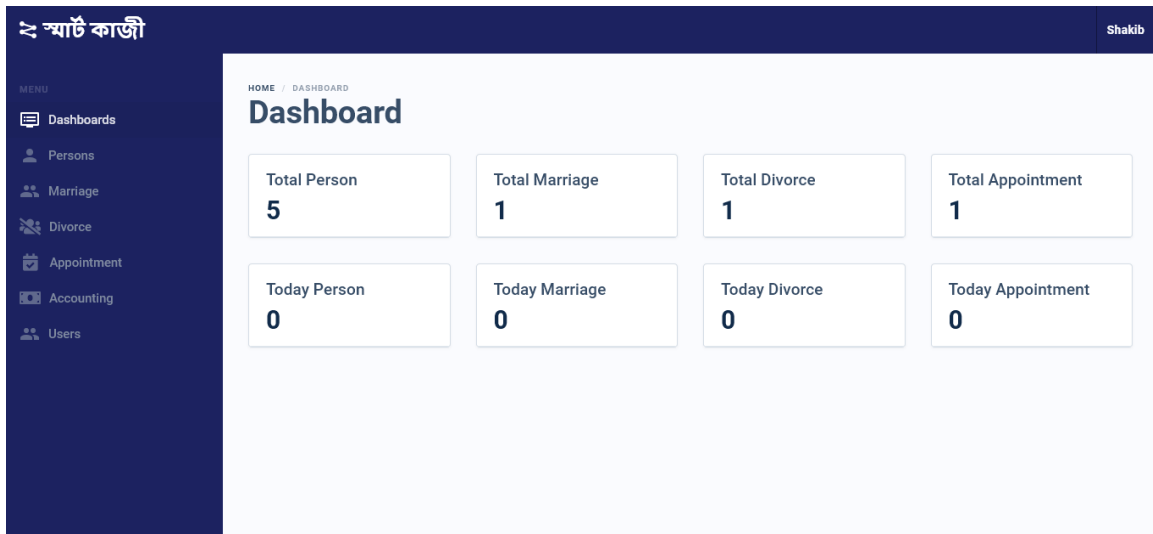 স্মার্ট কাজী
Shakib
MENU
Dashboards
Persons
Marriage
Divorce
Appointment
Accounting
Users
HOME / DASHBOARD
Dashboard
Total Person
5
Total Marriage
1
Total Divorce
1
Total Appointment
1
Today Person
0
Today Marriage
0
Today Divorce
0
Today Appointment
0